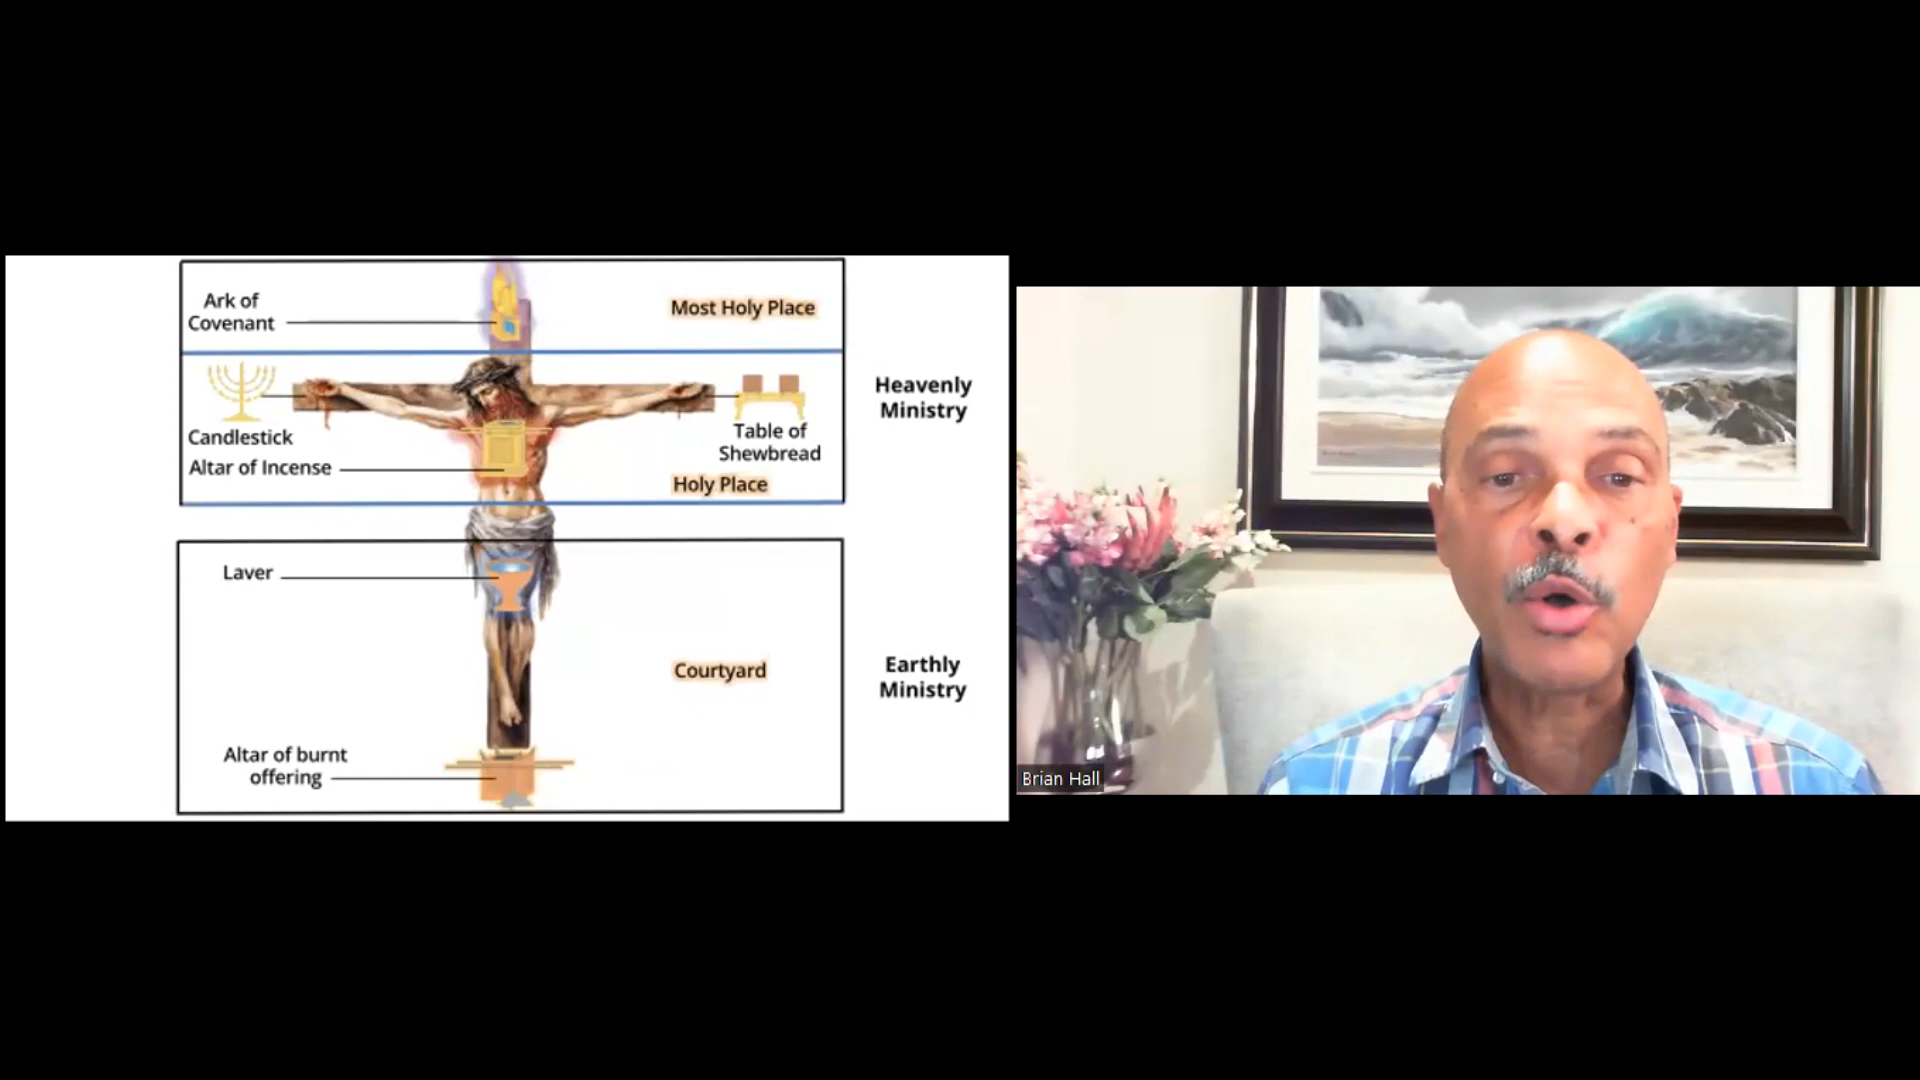 Ark of
Covenant
Most Holy Place
Candlestick
Altar of Incense
Table of
Shewbread
Holy Place
Heavenly
Ministry
Laver
Courtyard
Altar of burnt
offering
Earthly
Ministry
Brian Hall